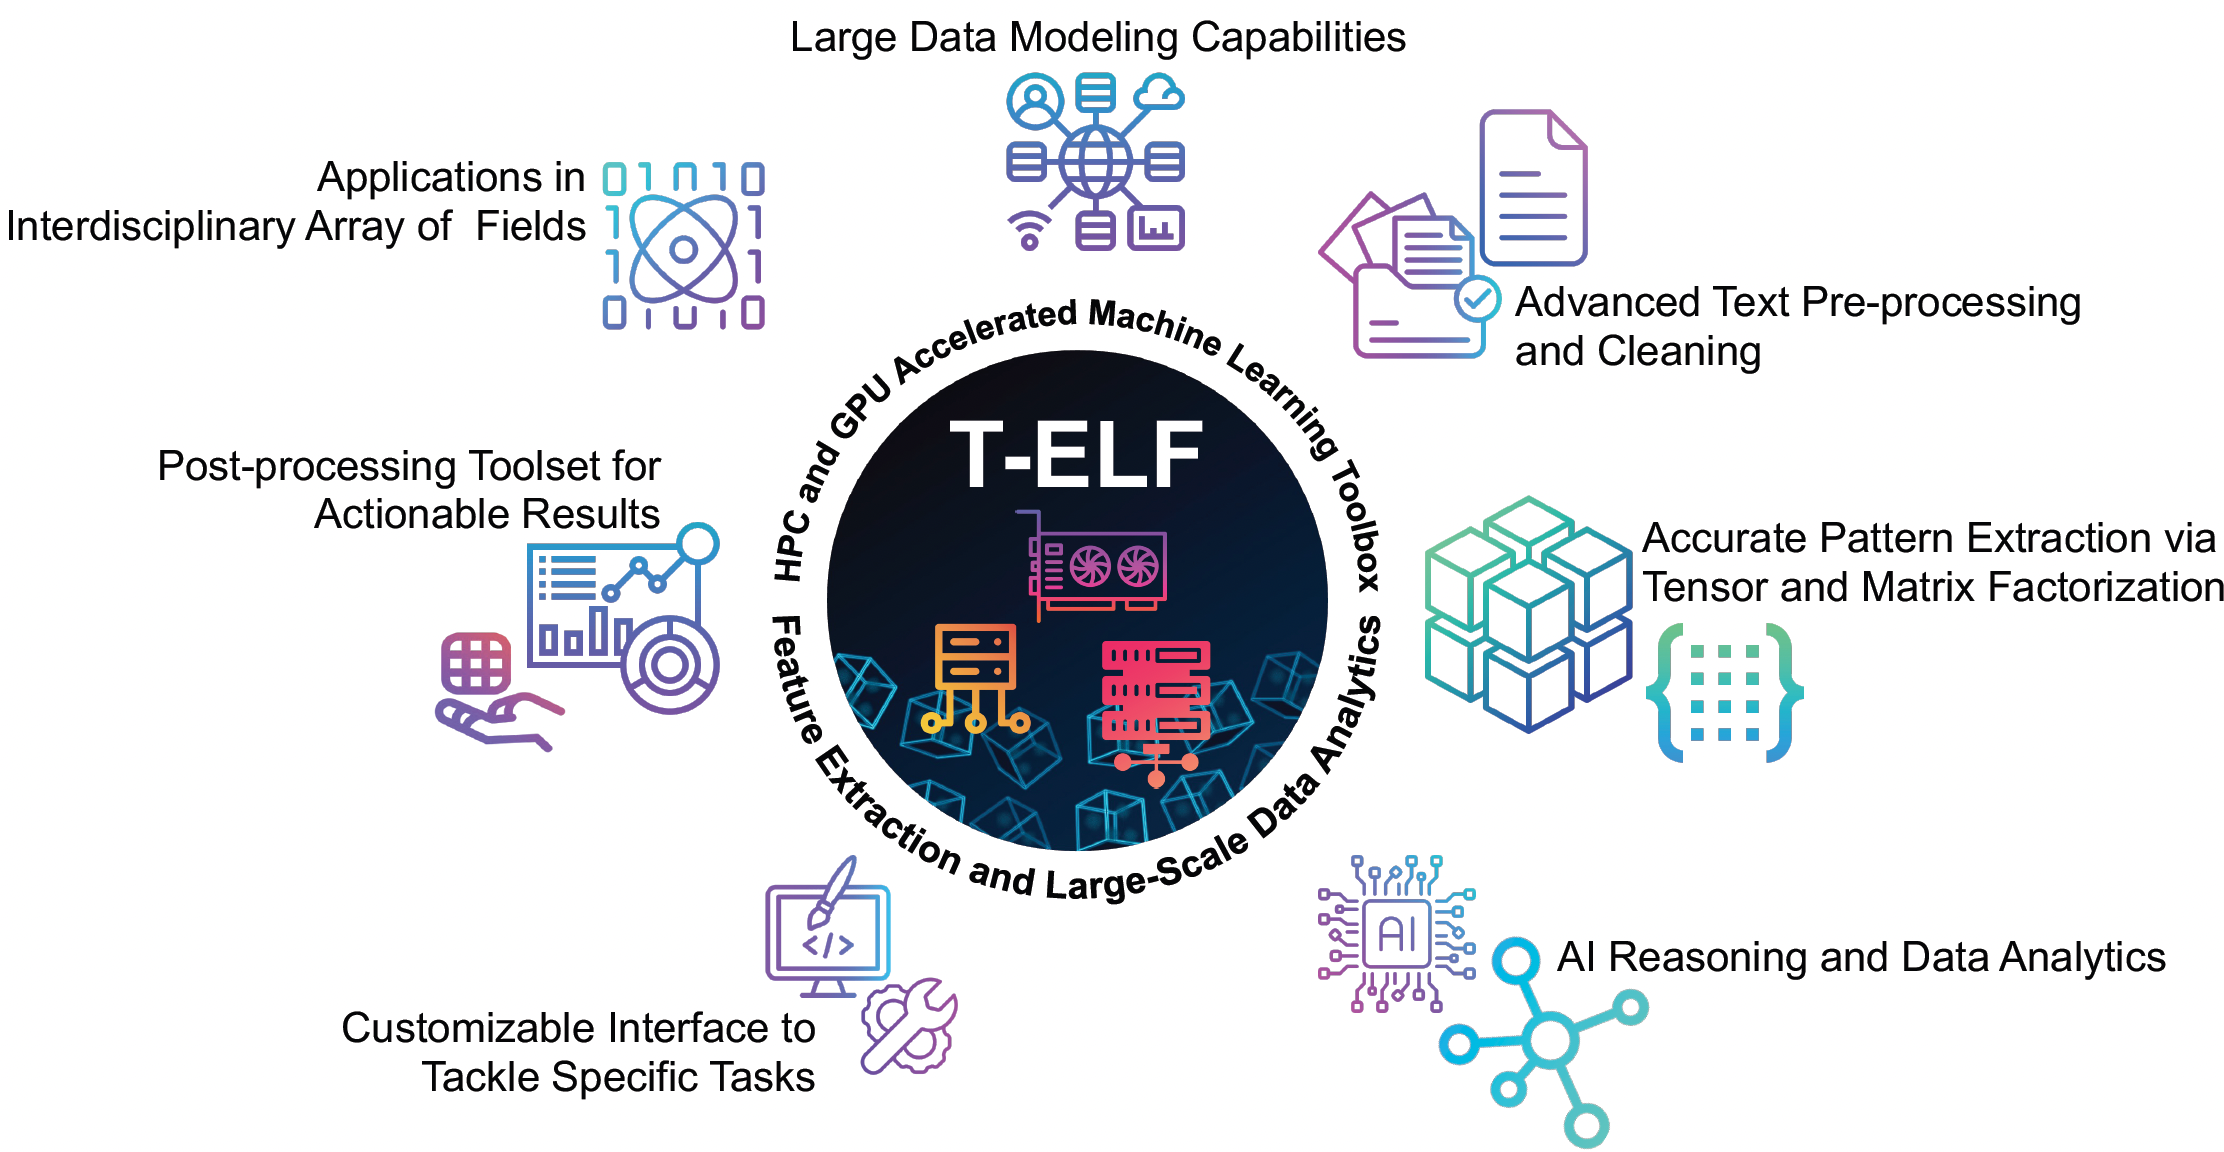 Large Data Modeling Capabilities
Applications in
Interdisciplinary Array of Fields
Advanced Text Pre-processing
and Cleaning
HPC and GPU Accelerated Machine Learning Toolbox
T-ELF
Feature Extraction and Large-Scale Data Analytics
Post-processing Toolset for
Actionable Results
Accurate Pattern Extraction via
Tensor and Matrix Factorization
AI
AI Reasoning and Data Analytics
</>
Customizable Interface to
Tackle Specific Tasks